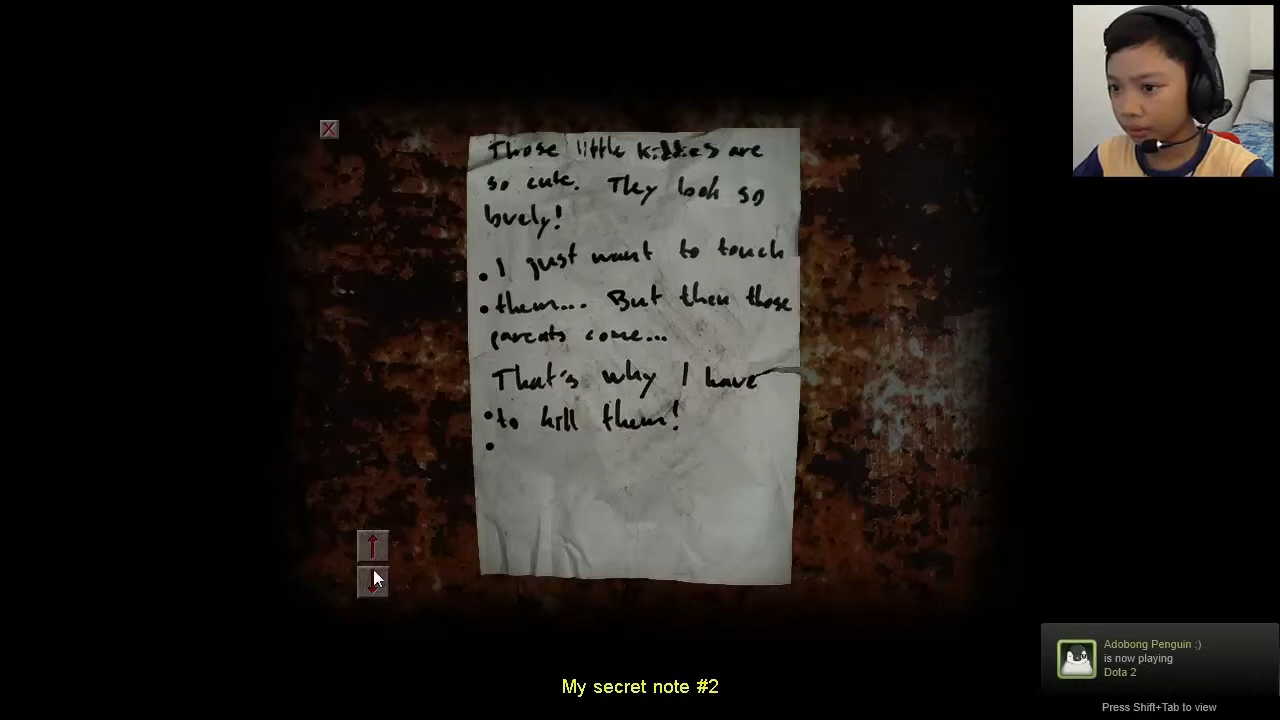 Those little kitties are
so cute. They look so
lovely!
I just want to touch
them... But then those
parents come...
That's why I have
to kill them!
My secret note #2
Adobong Penguin ;)
is now playing
Dota 2
Press Shift+Tab to view